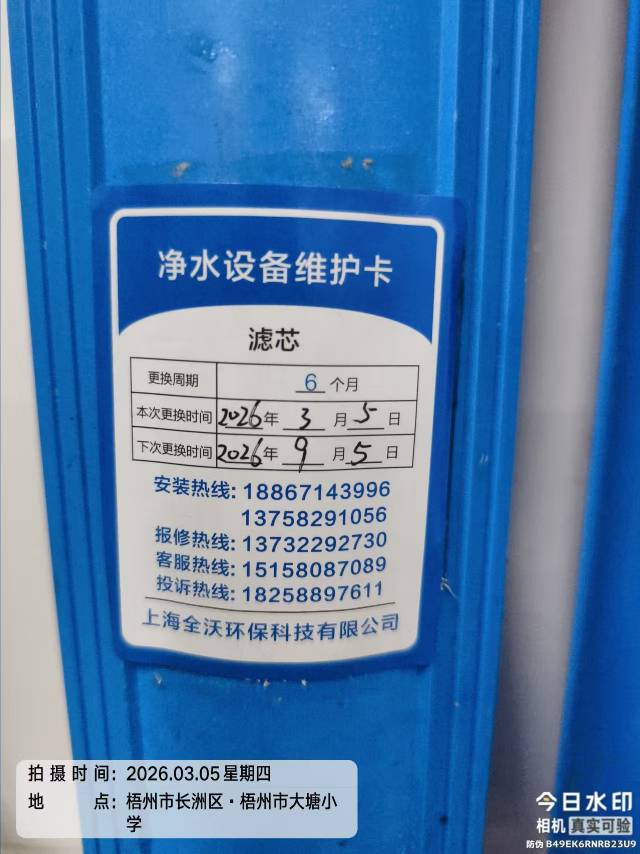 净水设备维护卡
滤芯
更换周期 6 个月
本次更换时间 2026年 3 月 5 日
下次更换时间 2026年 9 月 5 日
安装热线: 18867143996
13758291056
报修热线: 13732292730
客服热线: 15158087089
投诉热线: 18258897611
上海全沃环保科技有限公司
拍摄时间: 2026.03.05 星期四
地 点: 梧州市长洲区·梧州市大塘小
学
今日水印
相机 真实可验
防伪 B49EK6RNRB23U9